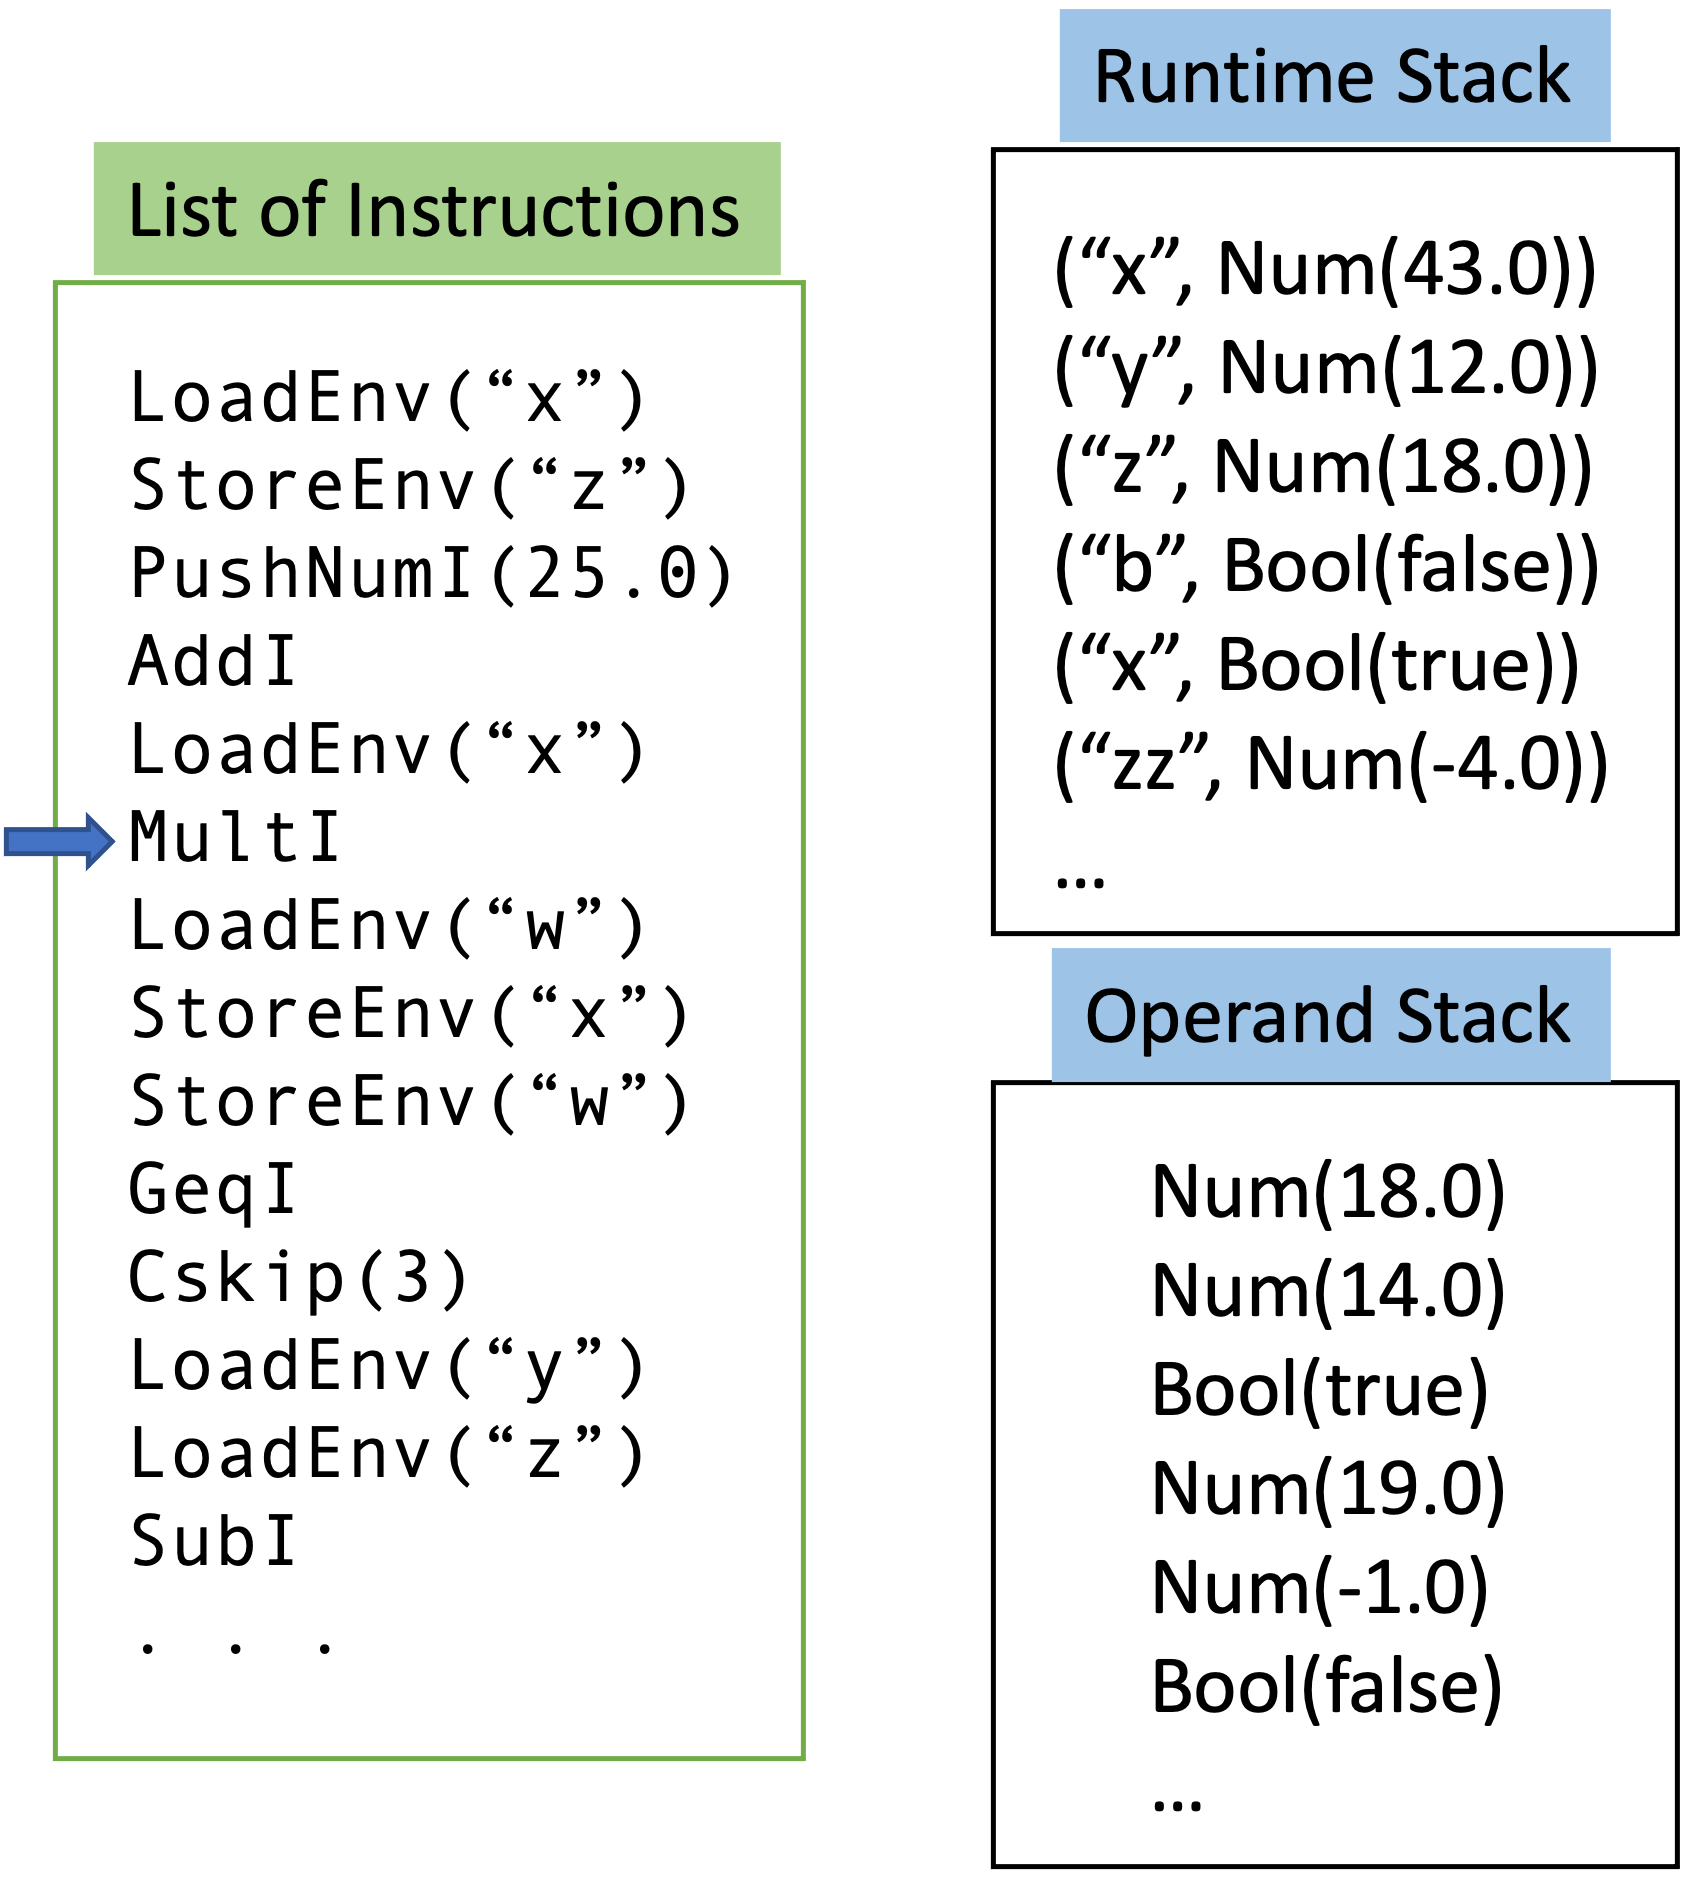 List of Instructions
LoadEnv(“x”)
StoreEnv(“z”)
PushNumI(25.0)
AddI
LoadEnv(“x”)
MultI
LoadEnv(“w”)
StoreEnv(“x”)
StoreEnv(“w”)
GeqI
Cskip(3)
LoadEnv(“y”)
LoadEnv(“z”)
SubI
. . .
Runtime Stack
(“x”, Num(43.0))
(“y”, Num(12.0))
(“z”, Num(18.0))
(“b”, Bool(false))
(“x”, Bool(true))
(“zz”, Num(-4.0))
...
Operand Stack
Num(18.0)
Num(14.0)
Bool(true)
Num(19.0)
Num(-1.0)
Bool(false)
...